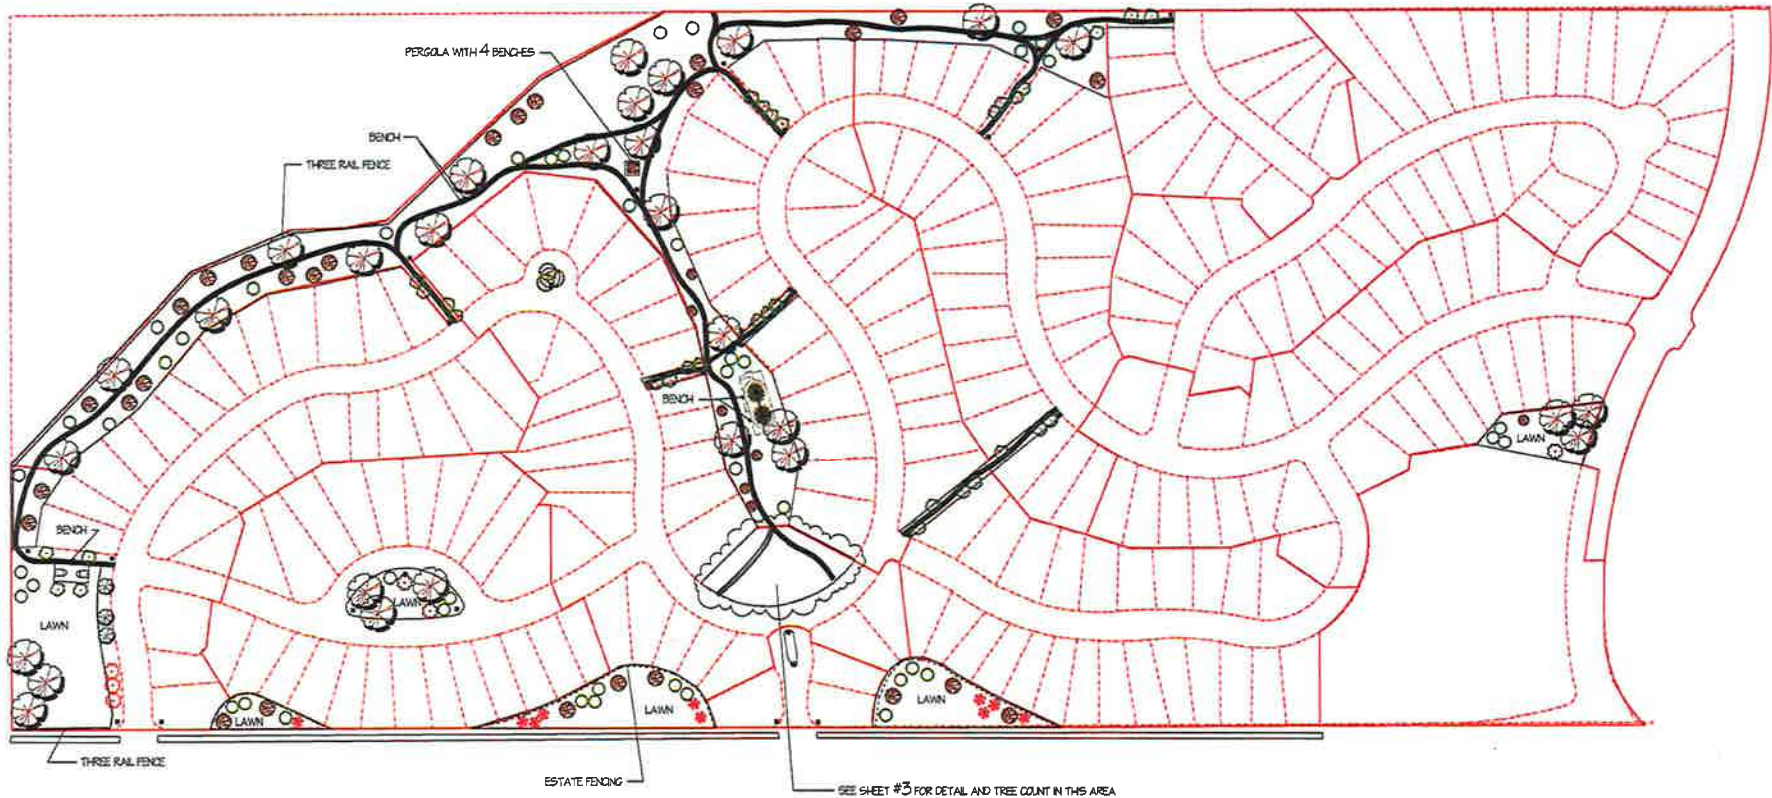 PERGOLA WITH 4 BENCHES
BENCH
THREE RAIL FENCE
BENCH
LAWN
BENCH
LAWN
LAWN
LAWN
LAWN
LAWN
THREE RAIL FENCE
ESTATE FENCING
SEE SHEET #3 FOR DETAIL AND TREE COUNT IN THIS AREA